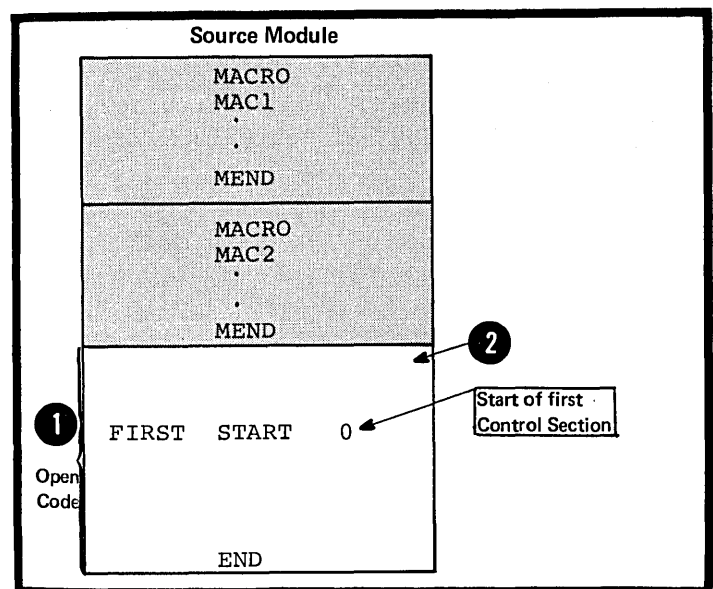 Source Module
MACRO
MAC1
.
.
MEND
MACRO
MAC2
.
.
MEND
2
1
Start of first
Control Section
FIRST START 0
Open
Code
END